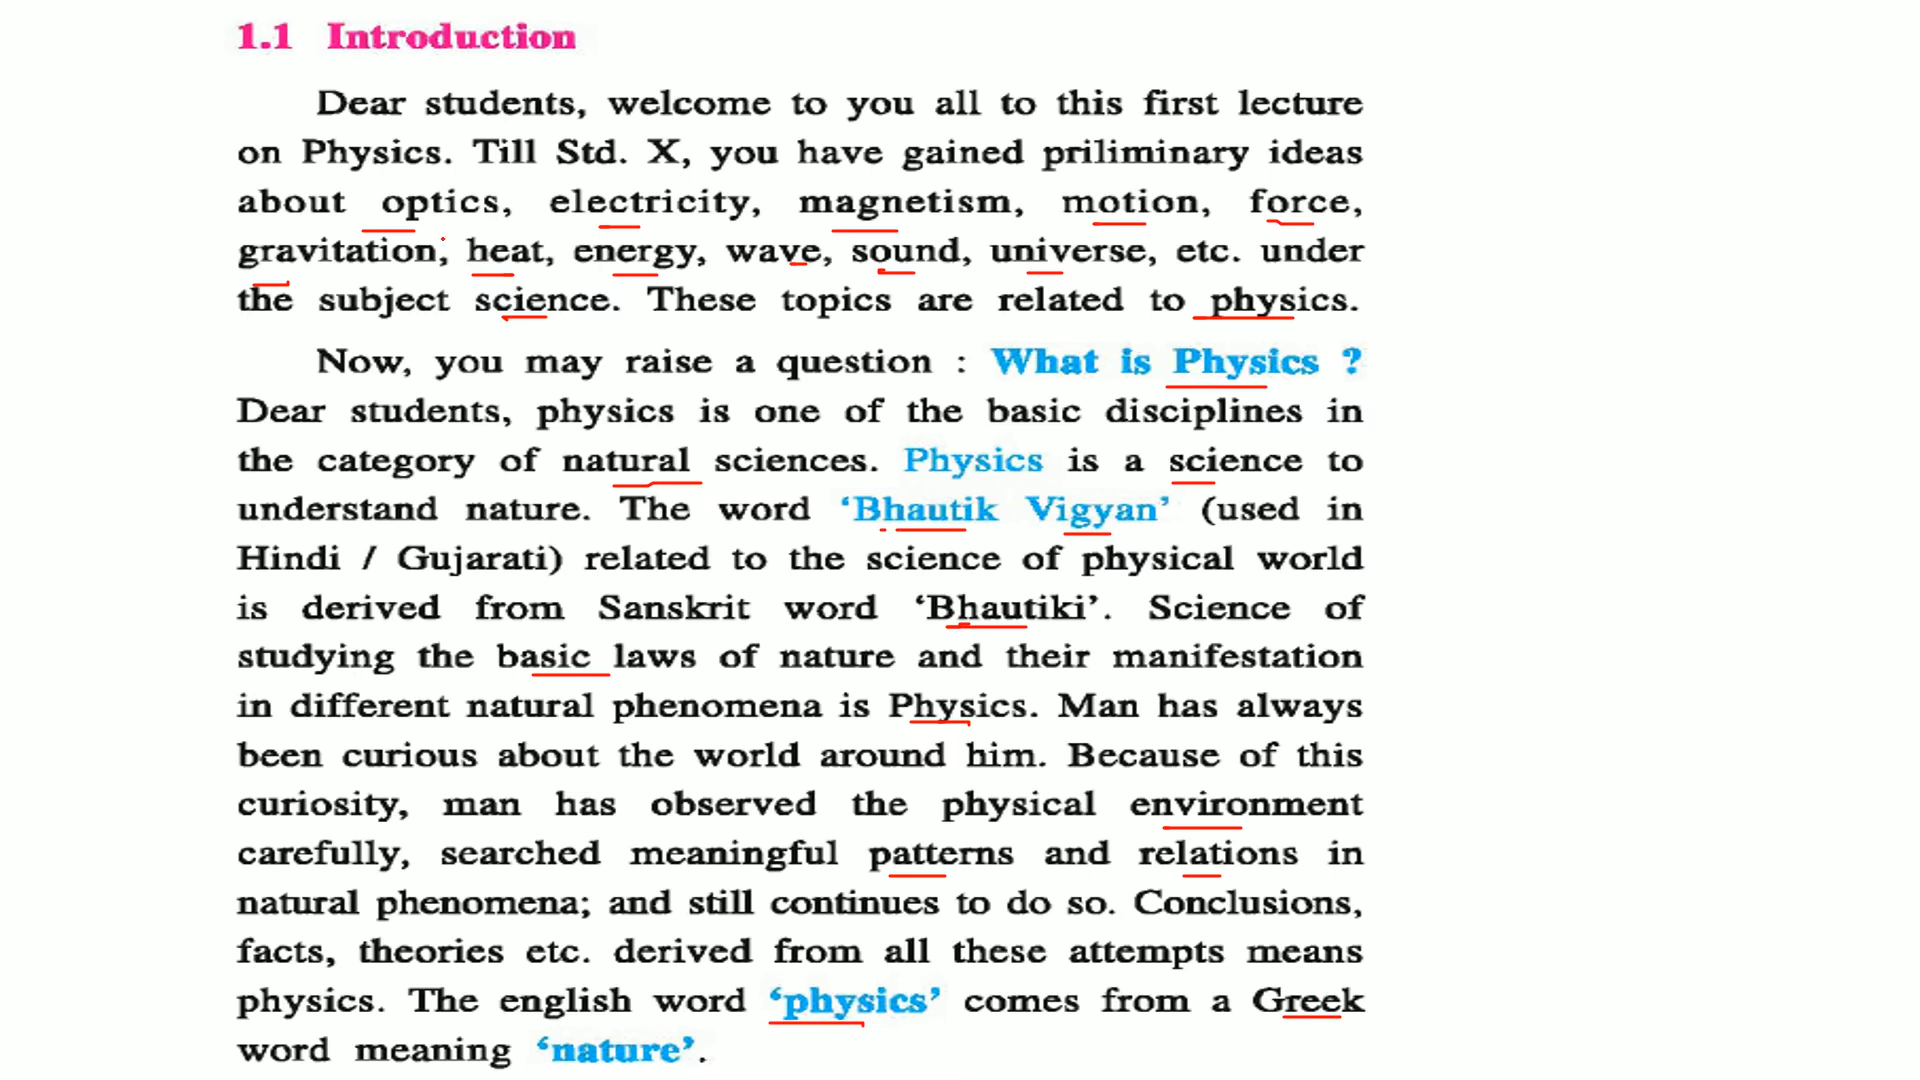 1.1 Introduction
Dear students, welcome to you all to this first lecture
on Physics. Till Std. X, you have gained priliminary ideas
about optics, electricity, magnetism, motion, force,
gravitation, heat, energy, wave, sound, universe, etc. under
the subject science. These topics are related to physics.
Now, you may raise a question : What is Physics ?
Dear students, physics is one of the basic disciplines in
the category of natural sciences. Physics is a science to
understand nature. The word ‘Bhautik Vigyan’ (used in
Hindi / Gujarati) related to the science of physical world
is derived from Sanskrit word ‘Bhautiki’. Science of
studying the basic laws of nature and their manifestation
in different natural phenomena is Physics. Man has always
been curious about the world around him. Because of this
curiosity, man has observed the physical environment
carefully, searched meaningful patterns and relations in
natural phenomena; and still continues to do so. Conclusions,
facts, theories etc. derived from all these attempts means
physics. The english word ‘physics’ comes from a Greek
word meaning ‘nature’.